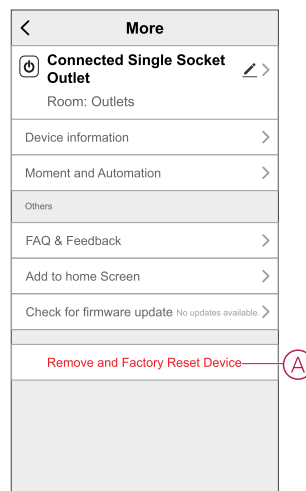 More
Connected Single Socket
Outlet
Room: Outlets
Device information
Moment and Automation
Others
FAQ & Feedback
Add to home Screen
Check for firmware update No updates available.
Remove and Factory Reset Device
A